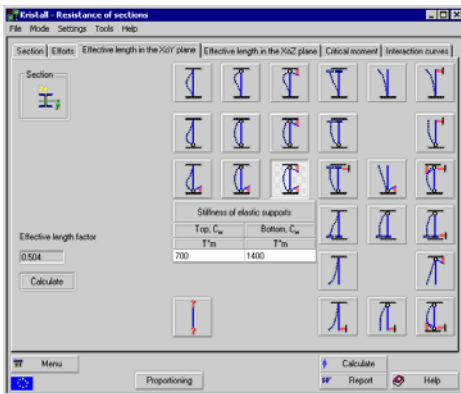 Kristall - Resistance of sections
File Mode Settings Tools Help
Section Efforts Effective length in the XoY plane Effective length in the XoZ plane Critical moment Interaction curves
Section
Stiffness of elastic supports
Top, Cₘ Bottom, Cₘ
T*m T*m
700 1400
Effective length factor
0.504
Calculate
Menu Calculate
Proportioning Report Help